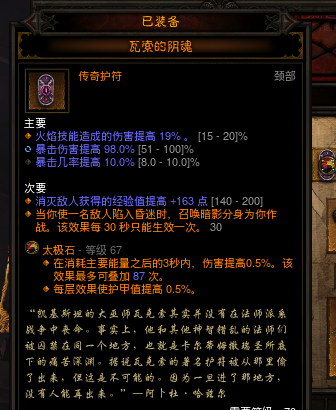 已装备
瓦索的阴魂
传奇护符 颈部
主要
火焰技能造成的伤害提高 19% 。 [15 - 20]%
暴击伤害提高 98.0% [51 - 100]%
暴击几率提高 10.0% [8.0 - 10.0]%
次要
消灭敌人获得的经验值提高 +163 点 [140 - 200]
当你使一名敌人陷入昏迷时，召唤暗影分身为你作
战。该效果每 30 秒只能生效一次。 30
太极石 - 等级 67
在消耗主要能量之后的3秒内，伤害提高0.5%。该
效果最多可叠加 87 次。
每层效果使护甲值提高 0.5%。
“凯基斯坦的大巫师瓦克索其实并没有在法师派系
战争中丧命。事实上，他和其他神智错乱的法师们
被囚禁在同一个地方，也就是卡尔蒂姆撒瑞圣所底
下的痛苦深渊。据说瓦克索的著名护符被从那里偷
了出来，但这是不可能的。因为一旦进了那地方，
没有人能再出来。”—阿卜杜·哈兹尔